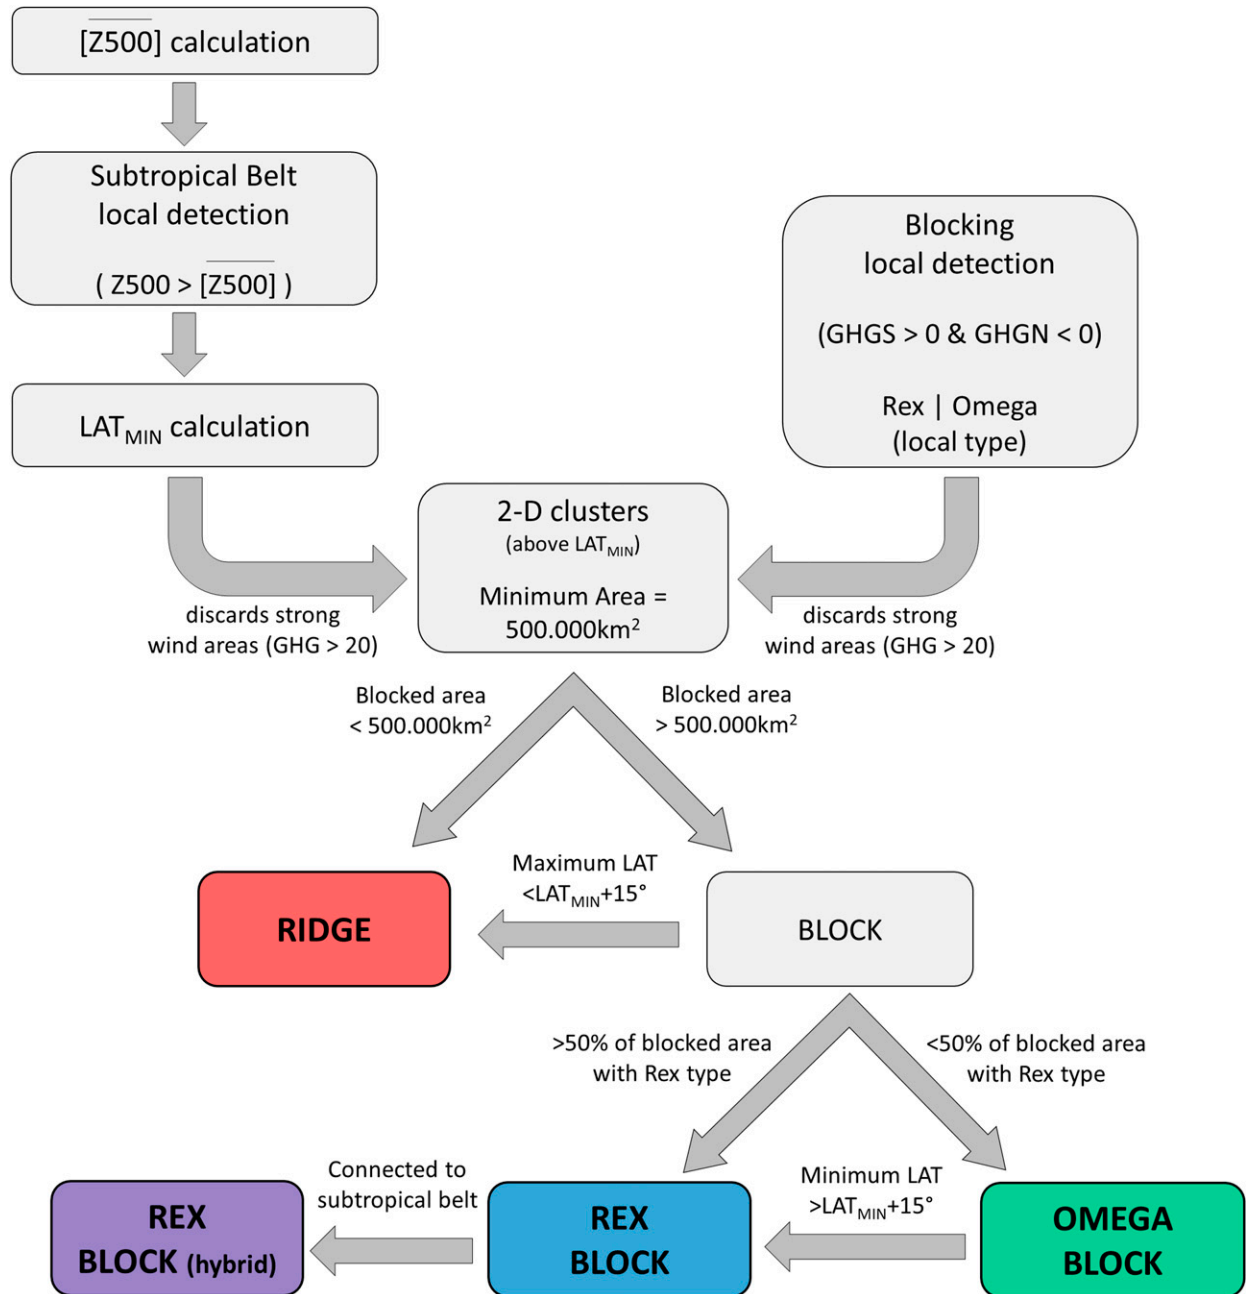 [Z500] calculation
Subtropical Belt
local detection
( Z500 > [Z500] )
LAT_MIN calculation
Blocking
local detection
(GHGS > 0 & GHGN < 0)
Rex | Omega
(local type)
2-D clusters
(above LAT_MIN)
Minimum Area =
500.000km²
discards strong
wind areas (GHG > 20)
discards strong
wind areas (GHG > 20)
Blocked area
< 500.000km²
Blocked area
> 500.000km²
RIDGE
Maximum LAT
<LAT_MIN+15°
BLOCK
>50% of blocked area
with Rex type
<50% of blocked area
with Rex type
REX
BLOCK (hybrid)
Connected to
subtropical belt
REX
BLOCK
Minimum LAT
>LAT_MIN+15°
OMEGA
BLOCK